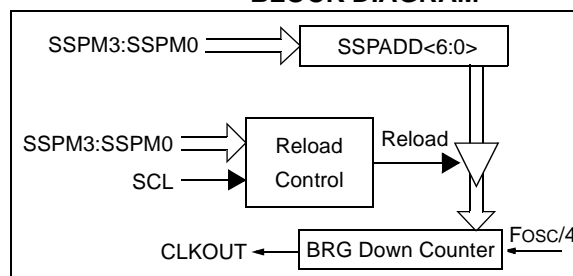 BLOCK DIAGRAM
SSPM3:SSPM0
SSPADD<6:0>
SSPM3:SSPM0
SCL
Reload
Control
Reload
CLKOUT
BRG Down Counter
FOSC/4